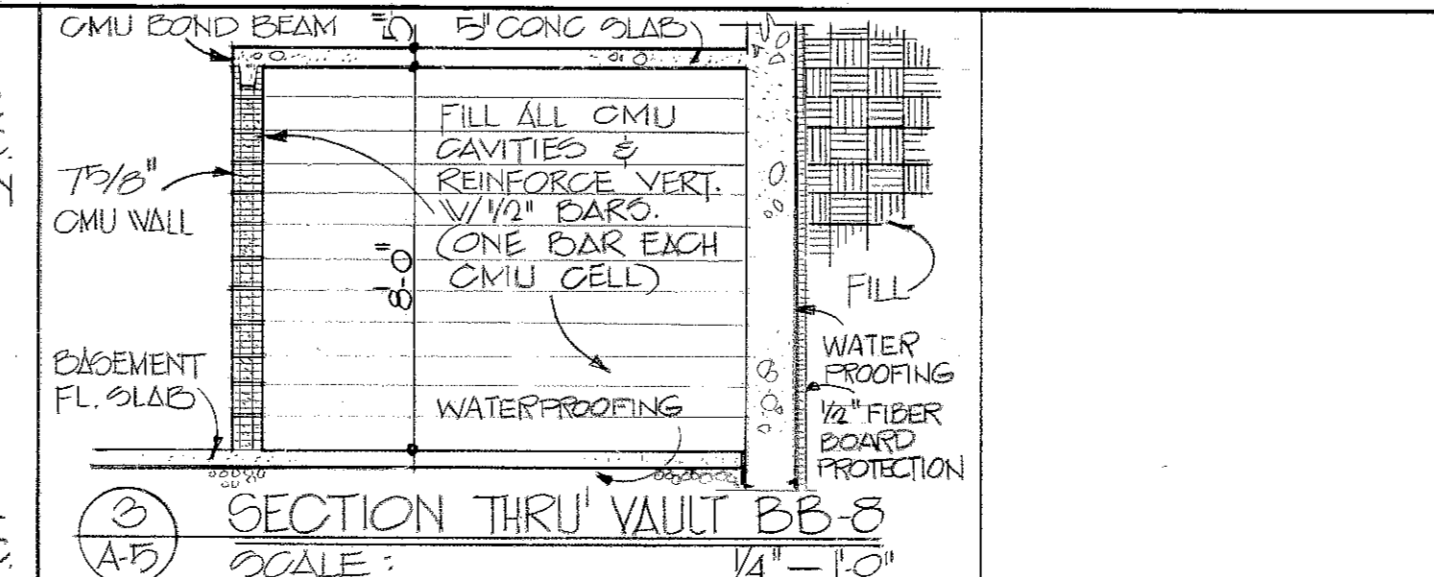 CMU BOND BEAM
5"
5" CONC SLAB
7 5/8"
CMU WALL
FILL ALL CMU
CAVITIES &
REINFORCE VERT.
W/ 1/2" BARS.
(ONE BAR EACH
CMU CELL)
8'-0"
FILL
BASEMENT
FL. SLAB
WATERPROOFING
WATER
PROOFING
1/2" FIBER
BOARD
PROTECTION
3
A-5
SECTION THRU' VAULT BB-8
SCALE : 1/4" — 1'-0"